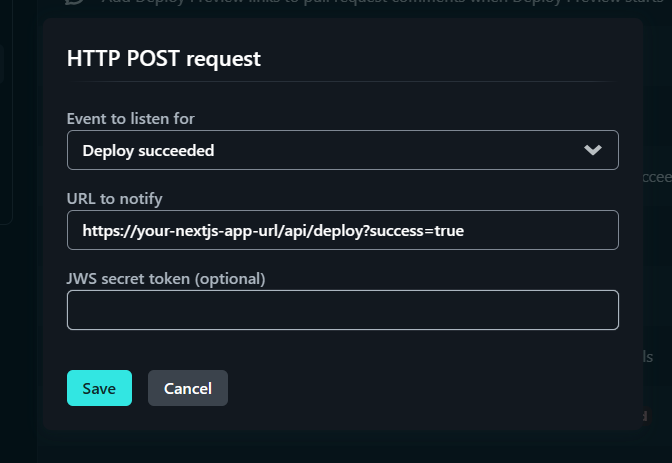 Add Deploy Preview links to pull request comments when Deploy Preview starts
HTTP POST request
Event to listen for
Deploy succeeded
URL to notify
https://your-nextjs-app-url/api/deploy?success=true
JWS secret token (optional)
Save
Cancel